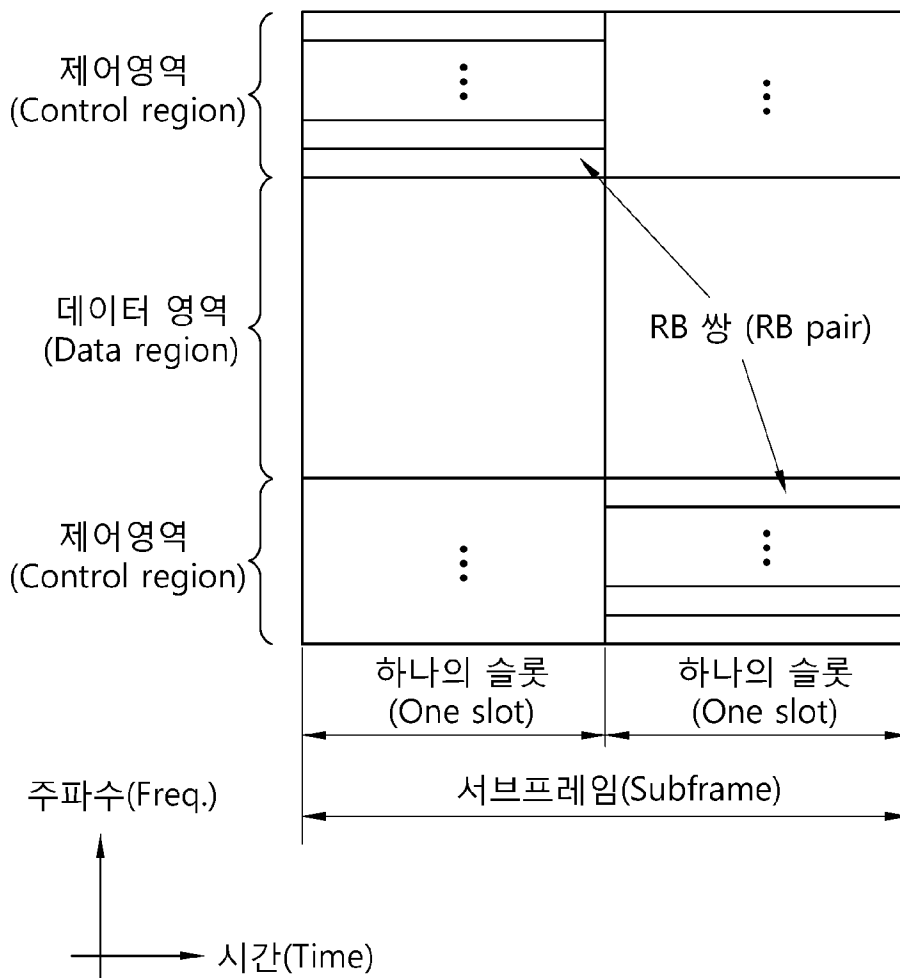 제어영역
(Control region)
데이터 영역
(Data region)
RB 쌍 (RB pair)
제어영역
(Control region)
하나의 슬롯
(One slot)
하나의 슬롯
(One slot)
서브프레임(Subframe)
주파수(Freq.)
시간(Time)